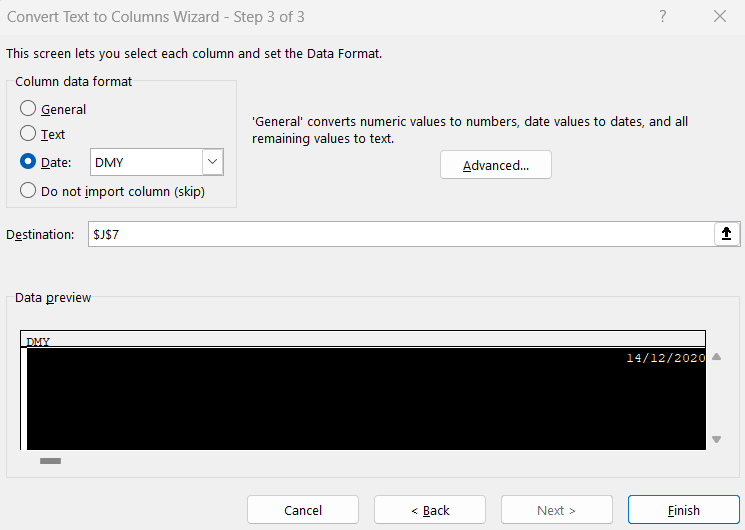 Convert Text to Columns Wizard - Step 3 of 3
?
This screen lets you select each column and set the Data Format.
Column data format
General
Text
Date:
DMY
Do not import column (skip)
'General' converts numeric values to numbers, date values to dates, and all
remaining values to text.
Advanced...
Destination:
$J$7
Data preview
DMY
14/12/2020
Cancel
< Back
Next >
Finish